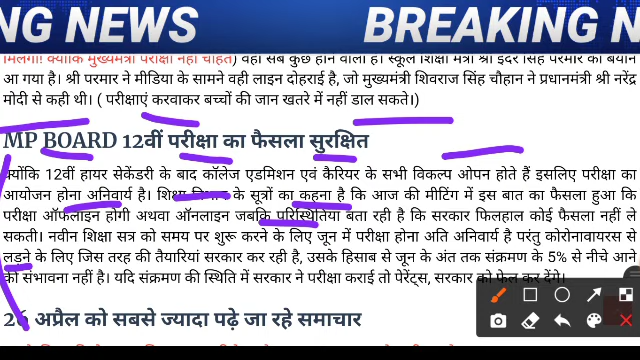 NG NEWS BREAKING N
मिलेगी! क्योंकि मुख्यमंत्री परीक्षा नहीं चाहते) वही सब कुछ होने वाला है। स्कूल शिक्षा मंत्री श्री इंदर सिंह परमार का बयान
आ गया है। श्री परमार ने मीडिया के सामने वही लाइन दोहराई है, जो मुख्यमंत्री शिवराज सिंह चौहान ने प्रधानमंत्री श्री नरेंद्र
मोदी से कही थी। ( परीक्षाएं करवाकर बच्चों की जान खतरे में नहीं डाल सकते।)
MP BOARD 12वीं परीक्षा का फैसला सुरक्षित
क्योंकि 12वीं हायर सेकेंडरी के बाद कॉलेज एडमिशन एवं कैरियर के सभी विकल्प ओपन होते हैं इसलिए परीक्षा का
आयोजन होना अनिवार्य है। शिक्षा विभाग के सूत्रों का कहना है कि आज की मीटिंग में इस बात का फैसला हुआ कि
परीक्षा ऑफलाइन होगी अथवा ऑनलाइन जबकि परिस्थितिया बता रही है कि सरकार फिलहाल कोई फैसला नहीं ले
सकती। नवीन शिक्षा सत्र को समय पर शुरू करने के लिए जून में परीक्षा होना अति अनिवार्य है परंतु कोरोनावायरस से
लड़ने के लिए जिस तरह की तैयारियां सरकार कर रही है, उसके हिसाब से जून के अंत तक संक्रमण के 5% से नीचे आने
की संभावना नहीं है। यदि संक्रमण की स्थिति में सरकार ने परीक्षा कराई तो पेरेंट्स, सरकार को फेल कर देंगे।
26 अप्रैल को सबसे ज्यादा पढ़े जा रहे समाचार